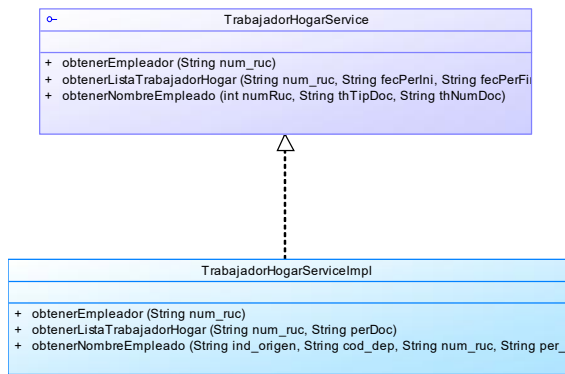 TrabajadorHogarService
+ obtenerEmpleador (String num_ruc)
+ obtenerListaTrabajadorHogar (String num_ruc, String fecPerIni, String
+ obtenerNombreEmpleado (int numRuc, String thTipDoc, String thNumDoc)
TrabajadorHogarServiceImpl
+ obtenerEmpleador (String num_ruc)
+ obtenerListaTrabajadorHogar (String num_ruc, String perDoc)
+ obtenerNombreEmpleado (String ind_origen, String cod_dep, String num_ruc, String per_